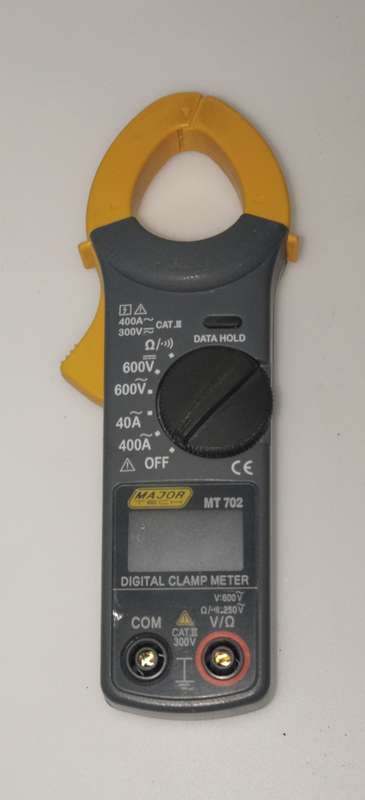 400A~ CAT.II
300V⎓
DATA HOLD
Ω/•)))
600V⎓
600V~
40A~
400A~
⚠ OFF
CE
MAJOR
TECH
MT 702
DIGITAL CLAMP METER
V:600V~
Ω/•)):250V~
COM
V/Ω
CAT.II
300V